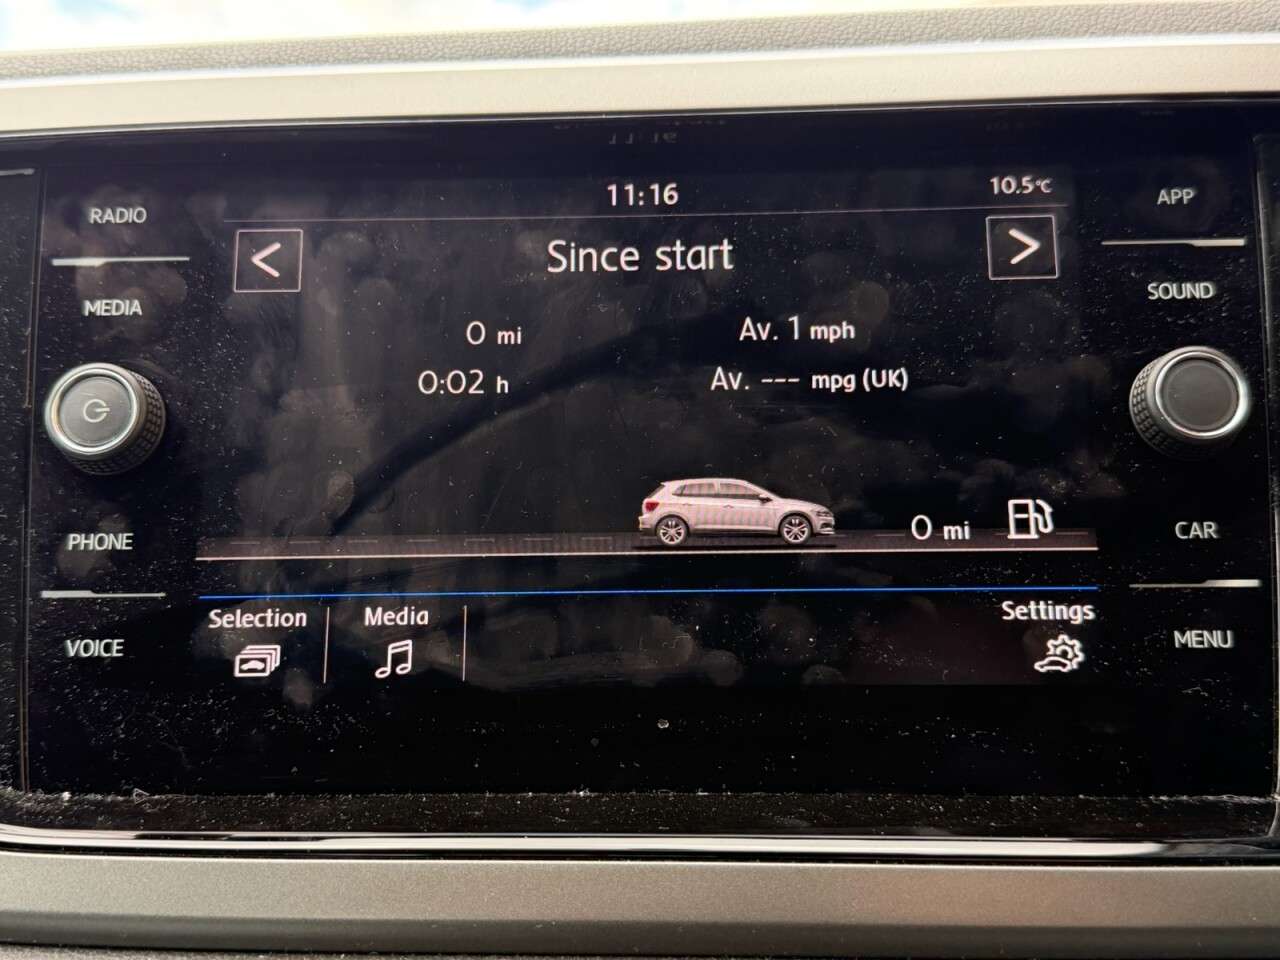 11:16
10.5°C
RADIO
APP
Since start
MEDIA
SOUND
0 mi
Av. 1 mph
0:02 h
Av. --- mpg (UK)
PHONE
0 mi
CAR
Selection
Media
Settings
VOICE
MENU